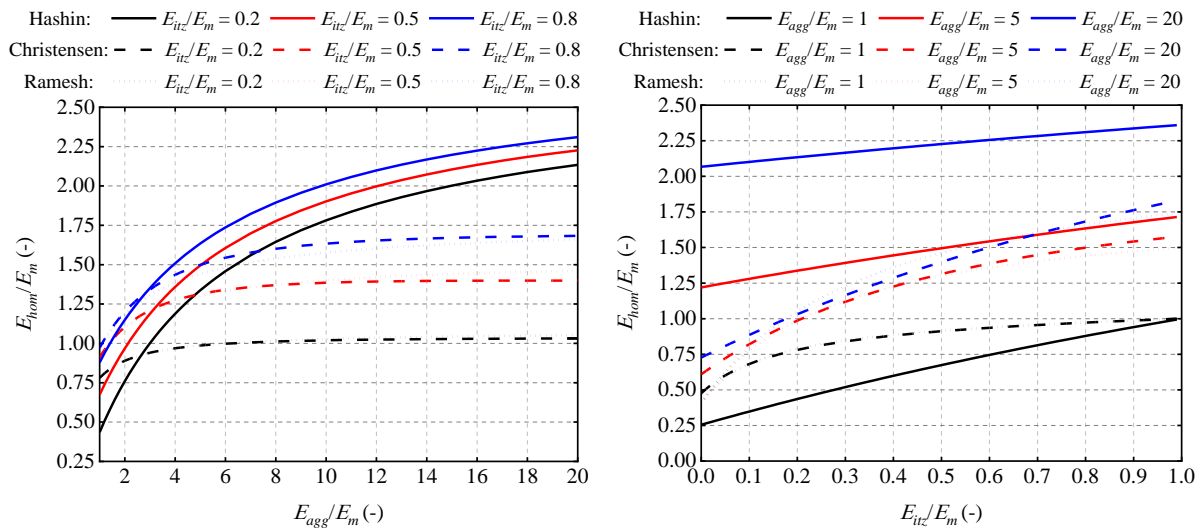 Hashin: E_itz/E_m = 0.2 E_itz/E_m = 0.5 E_itz/E_m = 0.8
Christensen: E_itz/E_m = 0.2 E_itz/E_m = 0.5 E_itz/E_m = 0.8
Ramesh: E_itz/E_m = 0.2 E_itz/E_m = 0.5 E_itz/E_m = 0.8
2.50
2.25
2.00
1.75
1.50
1.25
1.00
0.75
0.50
0.25
E_hom/E_m (-)
2 4 6 8 10 12 14 16 18 20
E_agg/E_m (-)
Hashin: E_agg/E_m = 1 E_agg/E_m = 5 E_agg/E_m = 20
Christensen: E_agg/E_m = 1 E_agg/E_m = 5 E_agg/E_m = 20
Ramesh: E_agg/E_m = 1 E_agg/E_m = 5 E_agg/E_m = 20
2.50
2.25
2.00
1.75
1.50
1.25
1.00
0.75
0.50
0.25
0.00
E_hom/E_m (-)
0.0 0.1 0.2 0.3 0.4 0.5 0.6 0.7 0.8 0.9 1.0
E_itz/E_m (-)